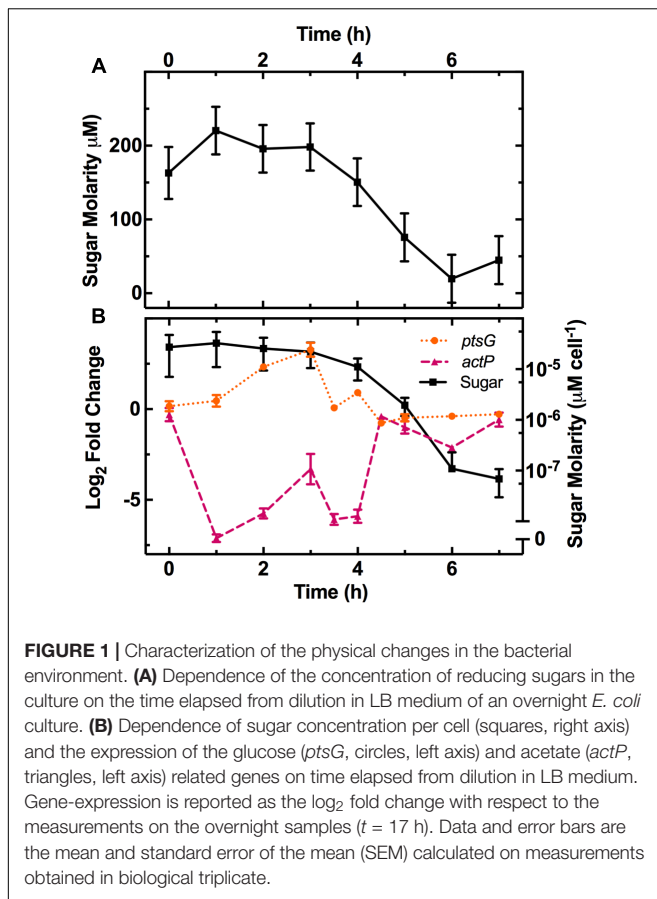 Time (h)
0 2 4 6
A
Sugar Molarity μM
200
100
0
B
ptsG
actP
Sugar
Log₂ Fold Change
0
-5
Sugar Molarity (μM cell⁻¹)
10⁻⁵
10⁻⁶
10⁻⁷
0
0 2 4 6
Time (h)
FIGURE 1 | Characterization of the physical changes in the bacterial
environment. (A) Dependence of the concentration of reducing sugars in the
culture on the time elapsed from dilution in LB medium of an overnight E. coli
culture. (B) Dependence of sugar concentration per cell (squares, right axis)
and the expression of the glucose (ptsG, circles, left axis) and acetate (actP,
triangles, left axis) related genes on time elapsed from dilution in LB medium.
Gene-expression is reported as the log₂ fold change with respect to the
measurements on the overnight samples (t = 17 h). Data and error bars are
the mean and standard error of the mean (SEM) calculated on measurements
obtained in biological triplicate.